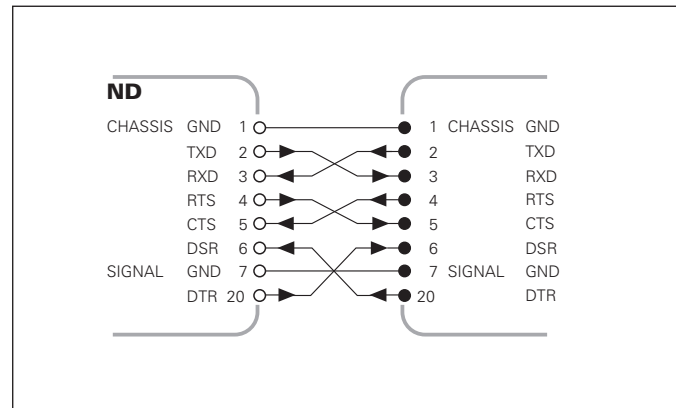 ND
CHASSIS GND 1 1 CHASSIS GND
TXD 2 2 TXD
RXD 3 3 RXD
RTS 4 4 RTS
CTS 5 5 CTS
DSR 6 6 DSR
SIGNAL GND 7 7 SIGNAL GND
DTR 20 20 DTR